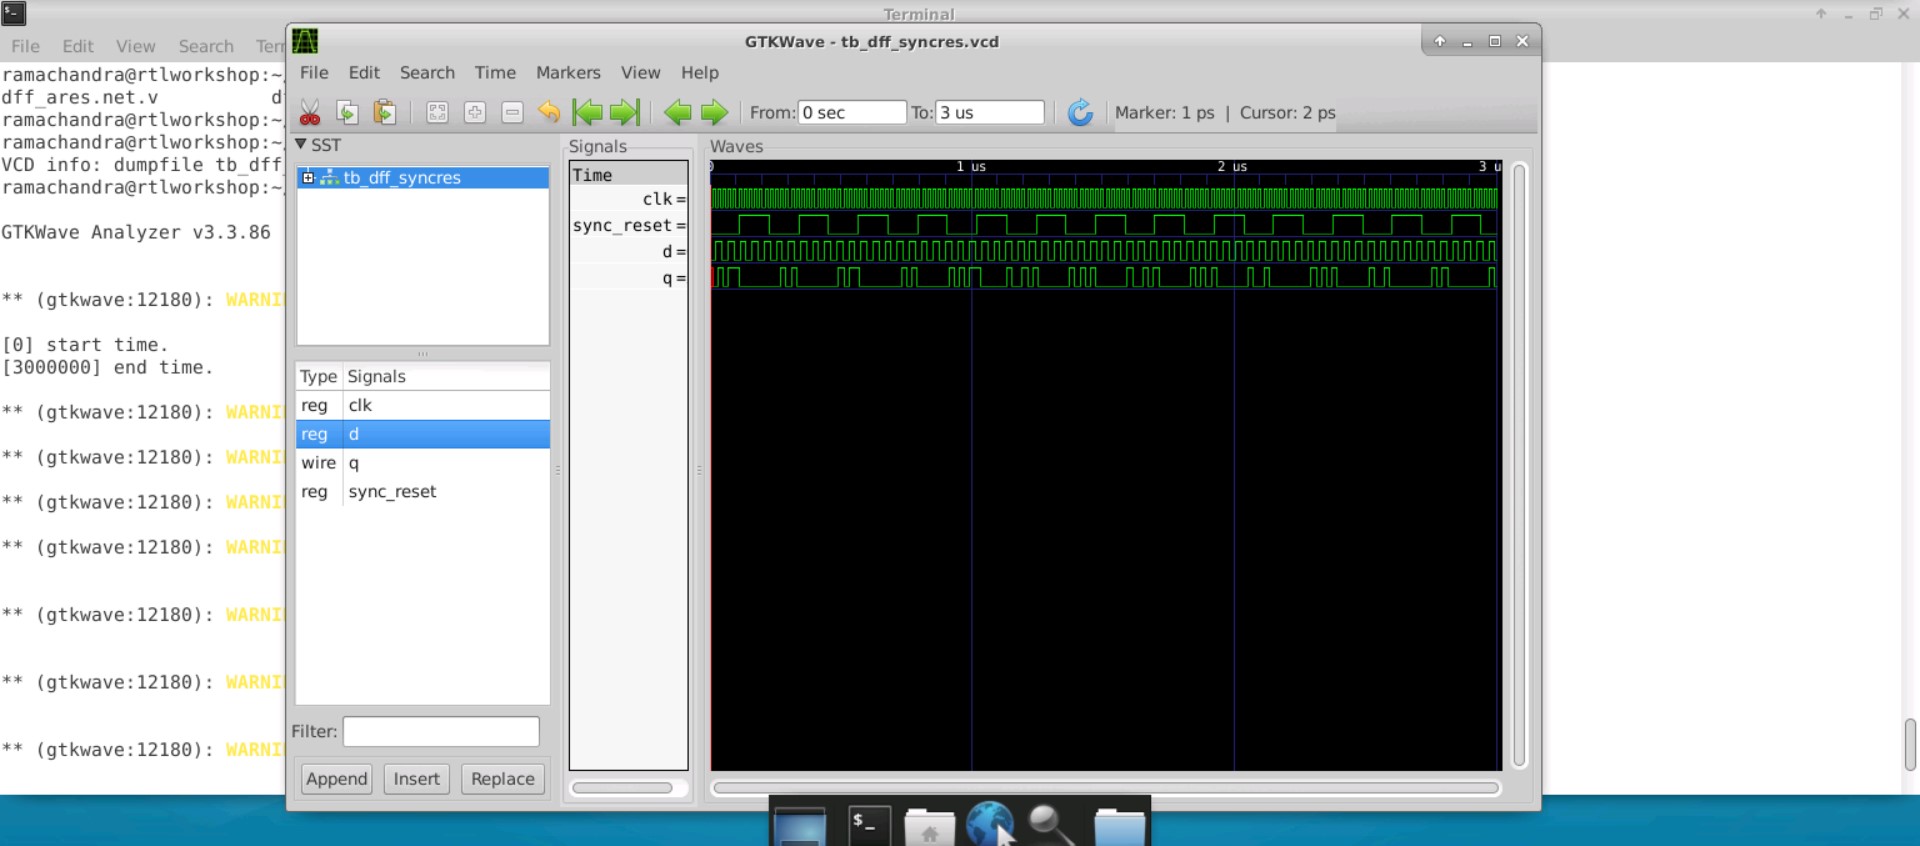 Terminal
File Edit View Search Ter
ramachandra@rtlworkshop:~
dff_ares.net.v d
ramachandra@rtlworkshop:~
ramachandra@rtlworkshop:~
VCD info: dumpfile tb_dff
ramachandra@rtlworkshop:~
GTKWave Analyzer v3.3.86
** (gtkwave:12180): WARNI
[0] start time.
[3000000] end time.
** (gtkwave:12180): WARNI
** (gtkwave:12180): WARNI
** (gtkwave:12180): WARNI
** (gtkwave:12180): WARNI
** (gtkwave:12180): WARNI
** (gtkwave:12180): WARNI
** (gtkwave:12180): WARNI
GTKWave - tb_dff_syncres.vcd
File Edit Search Time Markers View Help
From: 0 sec To: 3 us Marker: 1 ps | Cursor: 2 ps
SST
tb_dff_syncres
Type Signals
reg clk
reg d
wire q
reg sync_reset
Filter:
Append Insert Replace
Signals
Time
clk =
sync_reset =
d =
q =
Waves
0 1 us 2 us 3 u
$_